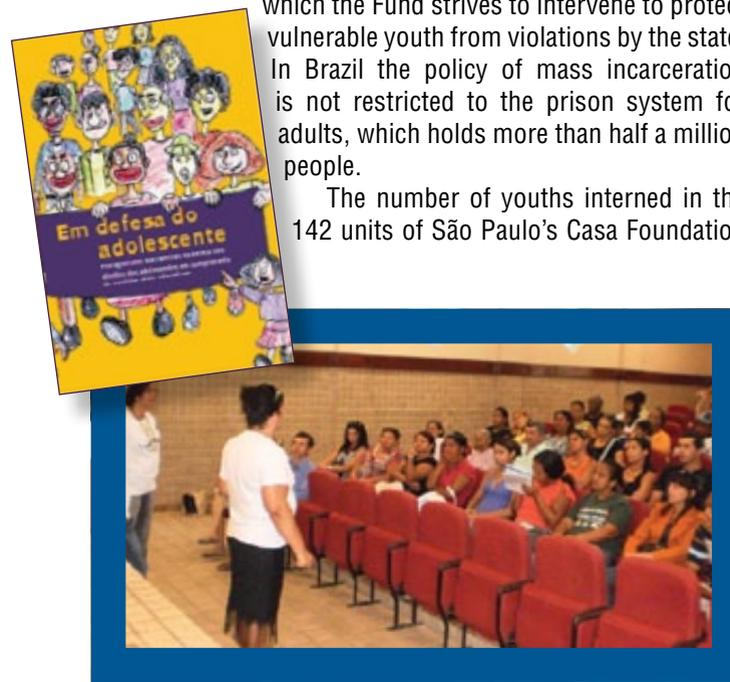 which the Fund strives to intervene to protec
vulnerable youth from violations by the state
In Brazil the policy of mass incarceratio
is not restricted to the prison system fo
adults, which holds more than half a millio
people.
The number of youths interned in th
142 units of São Paulo’s Casa Foundatio
Em defesa do
adolescente